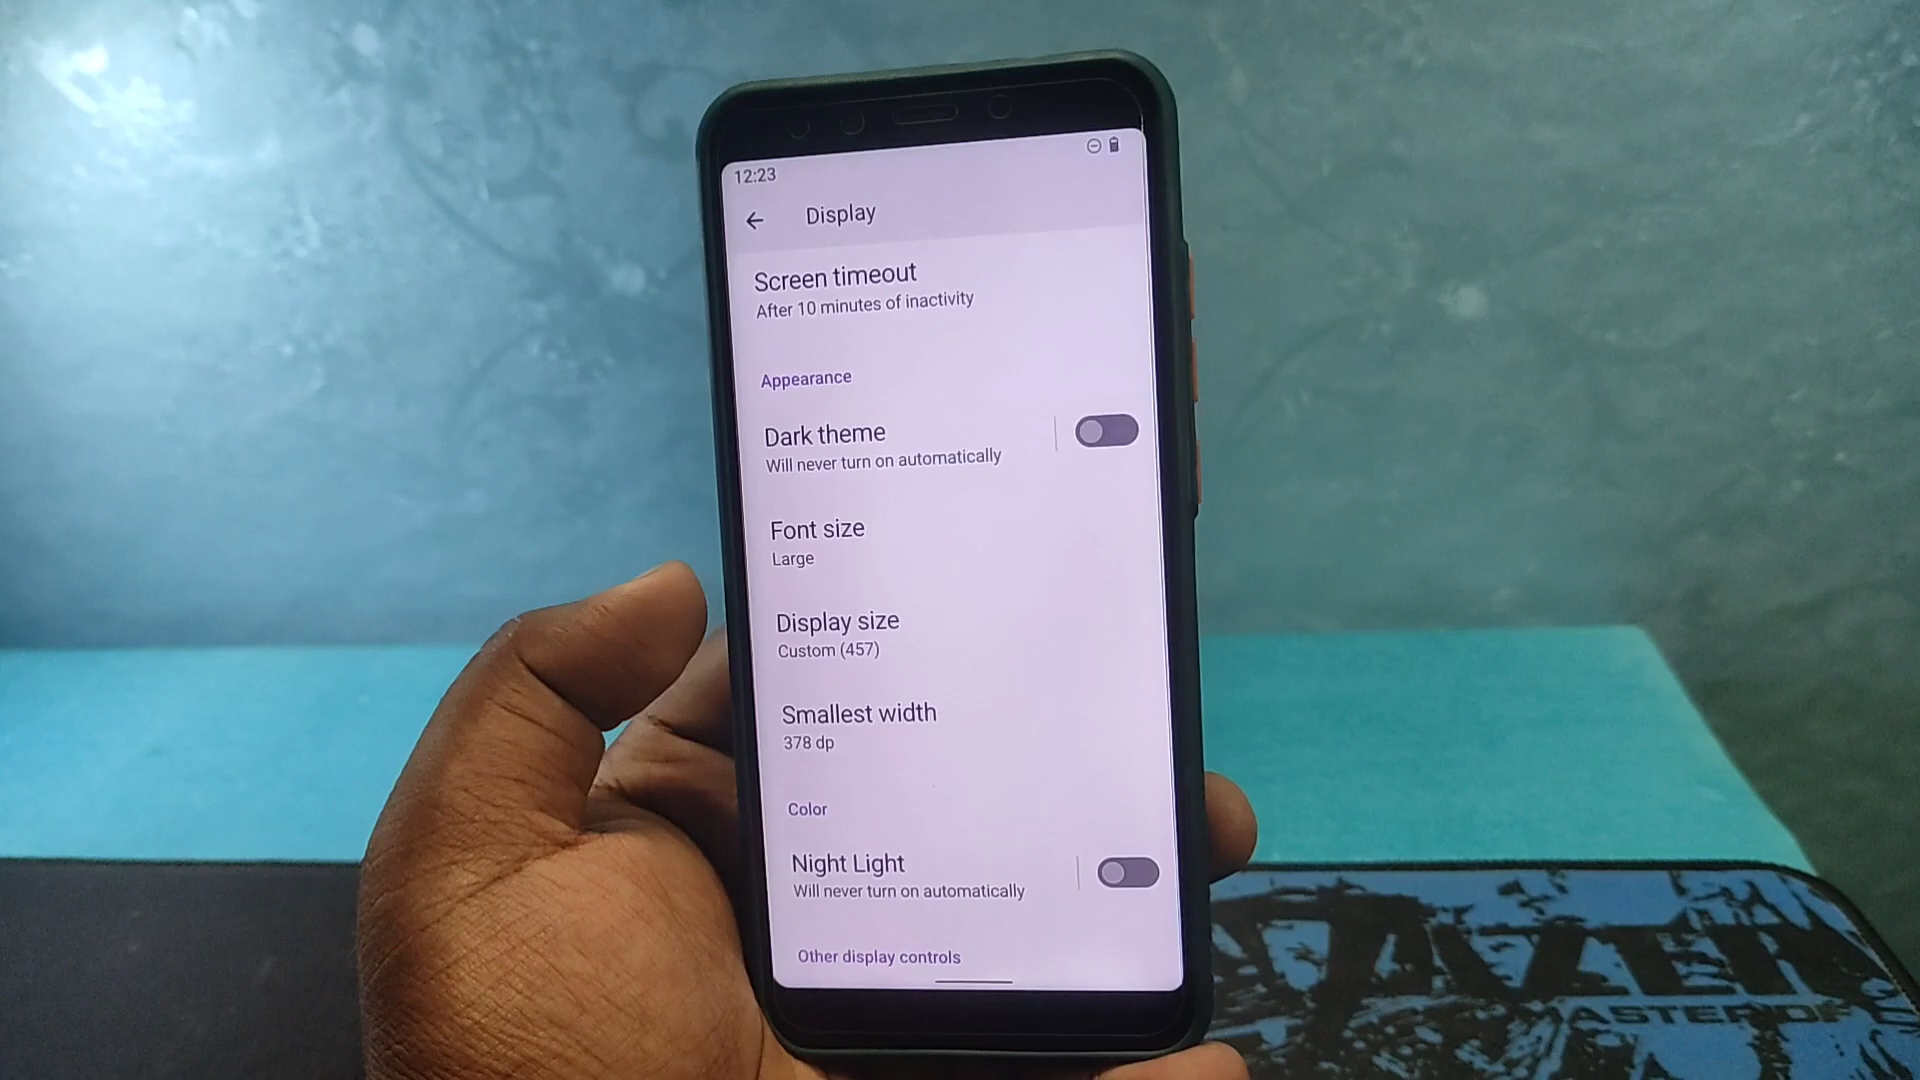 12:23
Display
Screen timeout
After 10 minutes of inactivity
Appearance
Dark theme
Will never turn on automatically
Font size
Large
Display size
Custom (457)
Smallest width
378 dp
Color
Night Light
Will never turn on automatically
Other display controls
MASTER OF